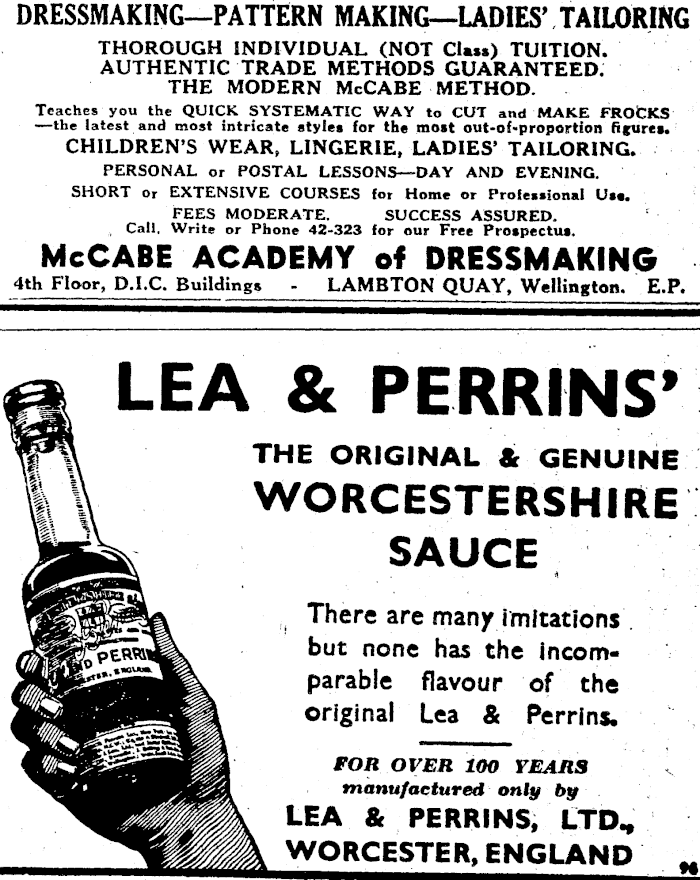 DRESSMAKING—PATTERN MAKING—LADIES' TAILORING
THOROUGH INDIVIDUAL (NOT Class) TUITION.
AUTHENTIC TRADE METHODS GUARANTEED.
THE MODERN McCABE METHOD.
Teaches you the QUICK SYSTEMATIC WAY to CUT and MAKE FROCKS
—the latest and most intricate styles for the most out-of-proportion figures.
CHILDREN'S WEAR, LINGERIE, LADIES' TAILORING.
PERSONAL or POSTAL LESSONS—DAY AND EVENING.
SHORT or EXTENSIVE COURSES for Home or Professional Use.
FEES MODERATE. SUCCESS ASSURED.
Call, Write or Phone 42-323 for our Free Prospectus.
McCABE ACADEMY of DRESSMAKING
4th Floor, D.I.C. Buildings - LAMBTON QUAY, Wellington. E.P.
LEA & PERRINS'
THE ORIGINAL & GENUINE
WORCESTERSHIRE
SAUCE
There are many imitations
but none has the incom-
parable flavour of the
original Lea & Perrins.
FOR OVER 100 YEARS
manufactured only by
LEA & PERRINS, LTD.,
WORCESTER, ENGLAND
PERRIN
ENGLAND